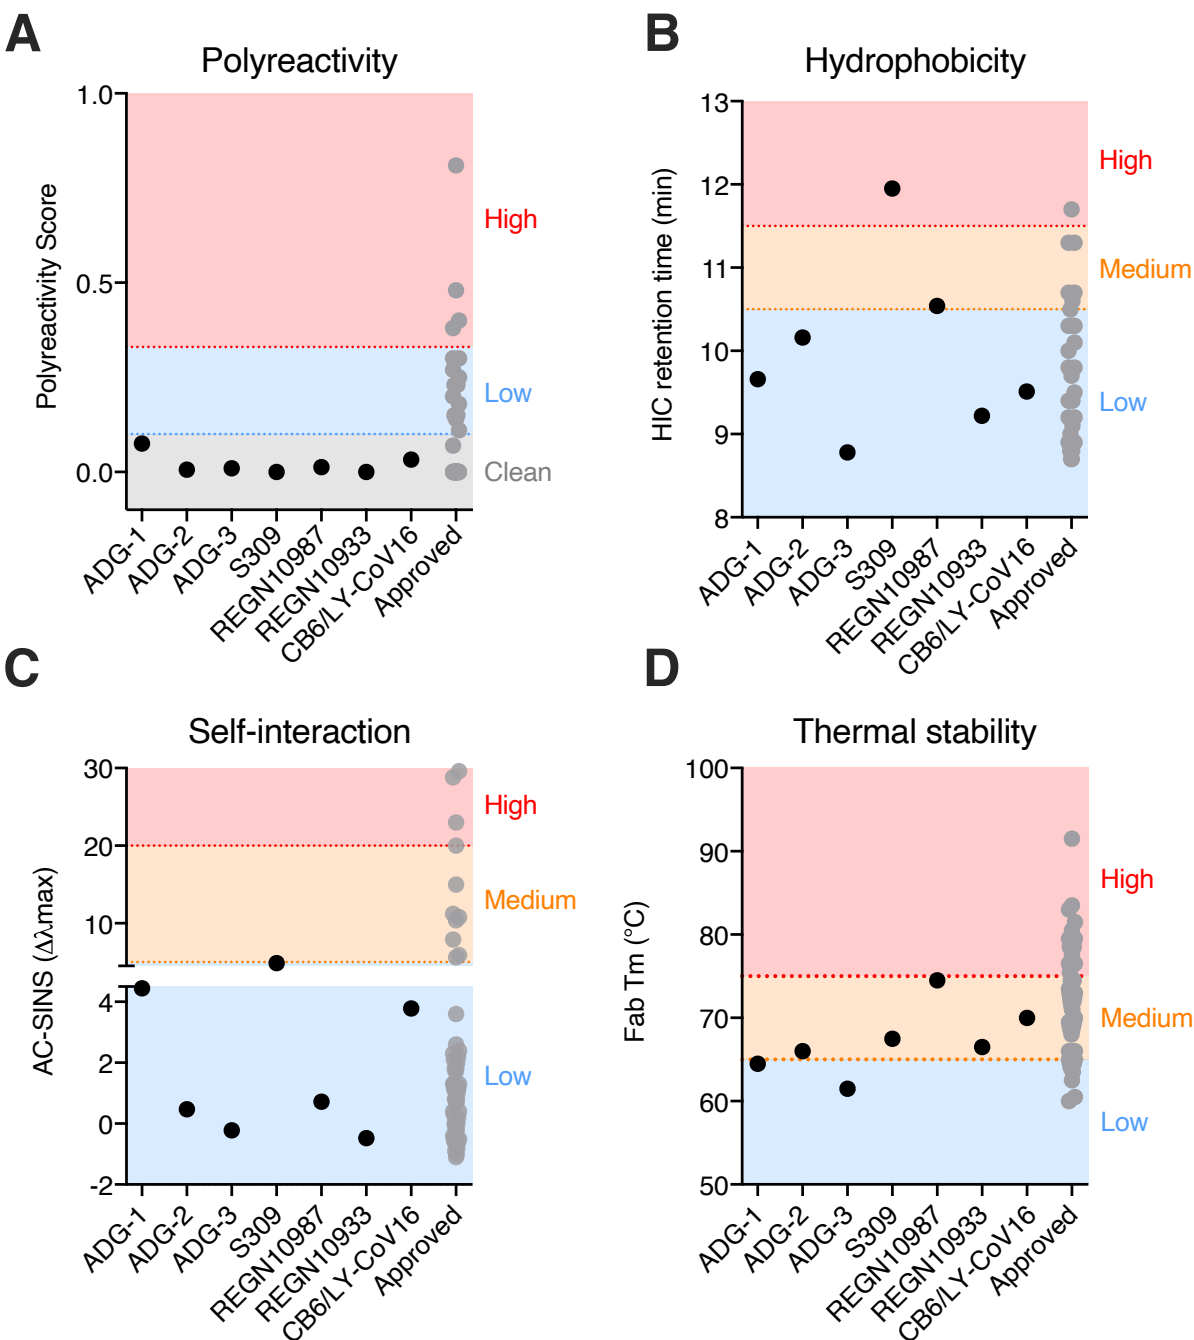 A
Polyreactivity
1.0
0.5
0.0
Polyreactivity Score
High
Low
Clean
ADG-1
ADG-2
ADG-3
S309
REGN10987
REGN10933
CB6/LY-CoV16
Approved
B
Hydrophobicity
13
12
11
10
9
8
HIC retention time (min)
High
Medium
Low
ADG-1
ADG-2
ADG-3
S309
REGN10987
REGN10933
CB6/LY-CoV16
Approved
C
Self-interaction
30
20
10
4
2
0
-2
AC-SINS (Δλmax)
High
Medium
Low
ADG-1
ADG-2
ADG-3
S309
REGN10987
REGN10933
CB6/LY-CoV16
Approved
D
Thermal stability
100
90
80
70
60
50
Fab Tm (°C)
High
Medium
Low
ADG-1
ADG-2
ADG-3
S309
REGN10987
REGN10933
CB6/LY-CoV16
Approved